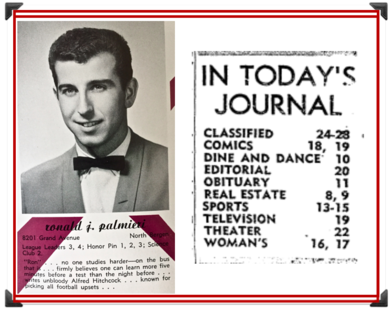 ronald j. palmieri
8201 Grand Avenue North Bergen
League Leaders 3, 4; Honor Pin 1, 2, 3; Science
Club 2.
"Ron" . . . no one studies harder—on the bus
that is . . . firmly believes one can learn more five
minutes before a test than the night before . . .
writes unbloody Alfred Hitchcock . . . known for
picking all football upsets . . .
IN TODAY'S
JOURNAL
CLASSIFIED 24-28
COMICS 18, 19
DINE AND DANCE 10
EDITORIAL 20
OBITUARY 11
REAL ESTATE 8, 9
SPORTS 13-15
TELEVISION 19
THEATER 22
WOMAN'S 16, 17